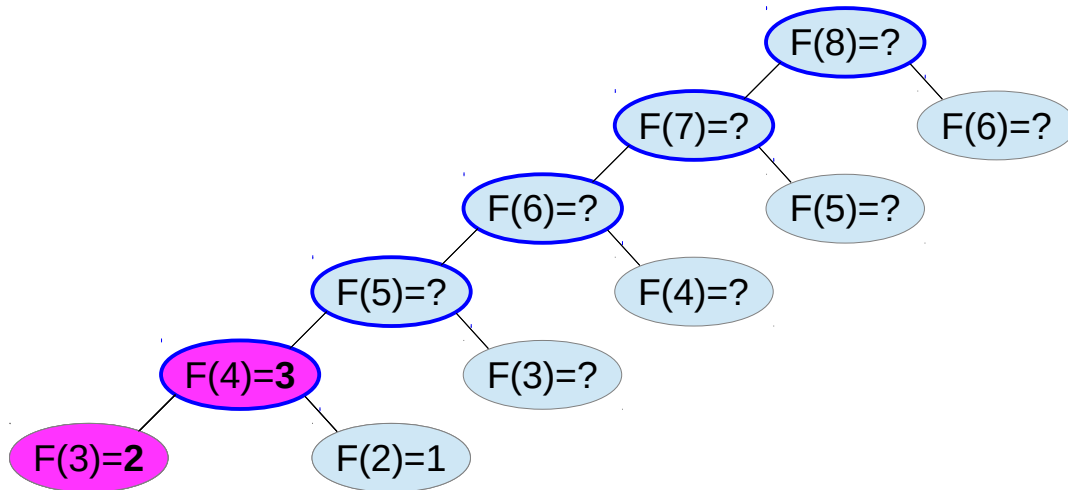 F(8)=?
F(7)=?
F(6)=?
F(6)=?
F(5)=?
F(5)=?
F(4)=?
F(4)=3
F(3)=?
F(3)=2
F(2)=1